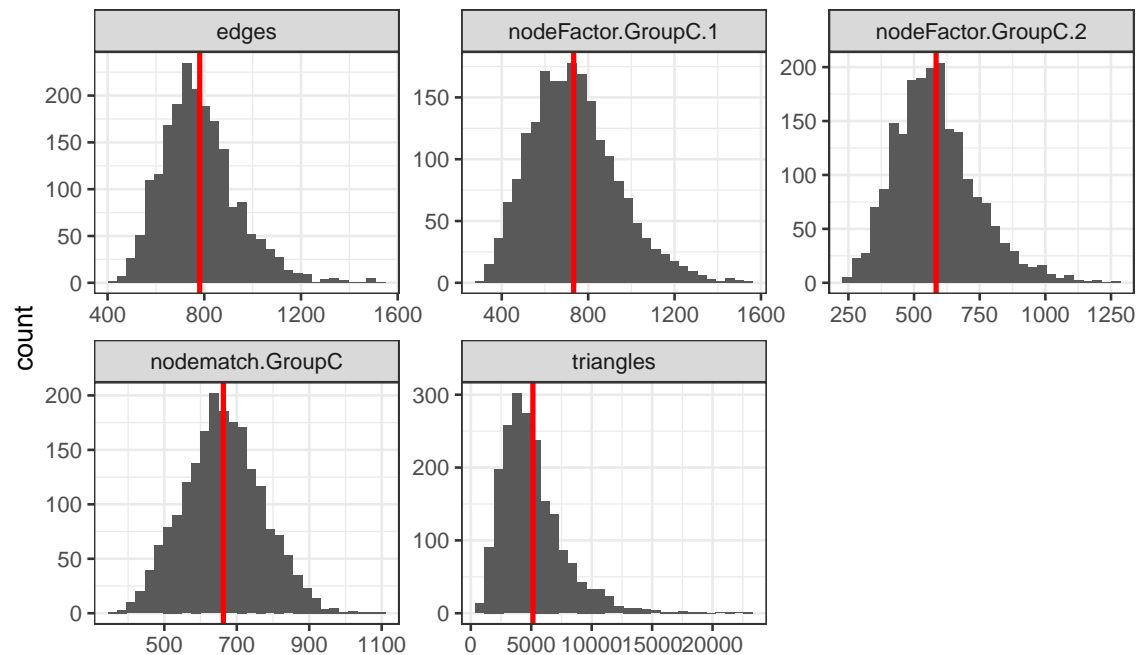 edges
nodeFactor.GroupC.1
nodeFactor.GroupC.2
200
150
100
50
0
400 800 1200 1600
150
100
50
0
400 800 1200 1600
200
150
100
50
0
250 500 750 1000 1250
count
nodematch.GroupC
triangles
200
150
100
50
0
500 700 900 1100
300
200
100
0
0 5000 10000 15000 20000